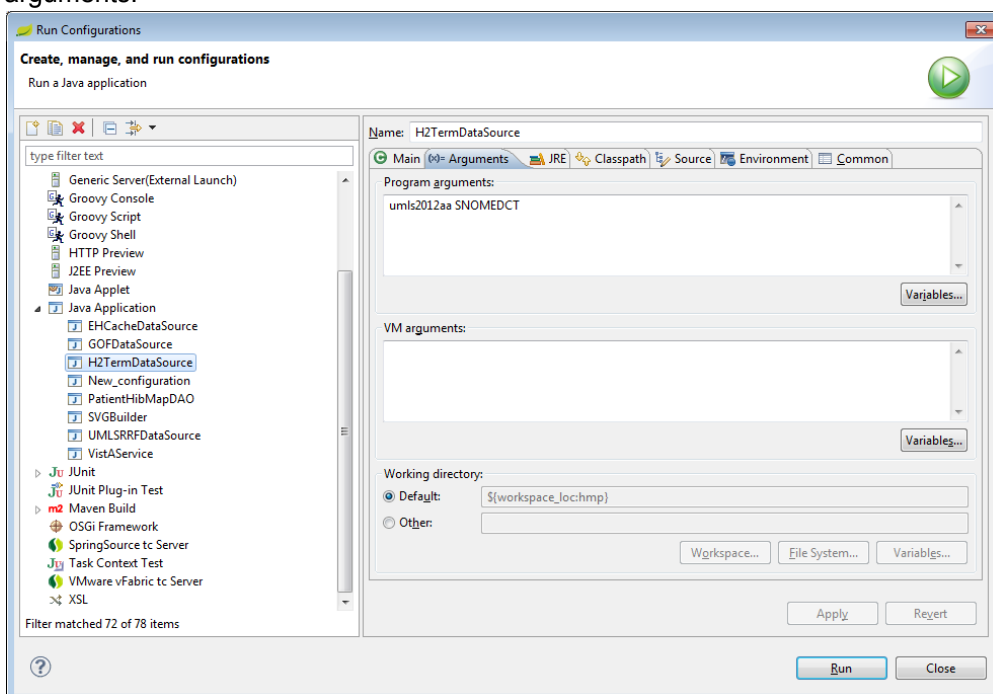 arguments.
Run Configurations
Create, manage, and run configurations
Run a Java application
type filter text
Generic Server(External Launch)
Groovy Console
Groovy Script
Groovy Shell
HTTP Preview
J2EE Preview
Java Applet
Java Application
EHCacheDataSource
GOFDataSource
H2TermDataSource
New_configuration
PatientHibMapDAO
SVGBuilder
UMLSRRFDataSource
VistAService
JUnit
JUnit Plug-in Test
Maven Build
OSGi Framework
SpringSource tc Server
Task Context Test
VMware vFabric tc Server
XSL
Filter matched 72 of 78 items
Name: H2TermDataSource
Main (x)= Arguments JRE Classpath Source Environment Common
Program arguments:
umls2012aa SNOMEDCT
Variables...
VM arguments:
Variables...
Working directory:
Default: ${workspace_loc:hmp}
Other:
Workspace... File System... Variables...
Apply Revert
Run Close